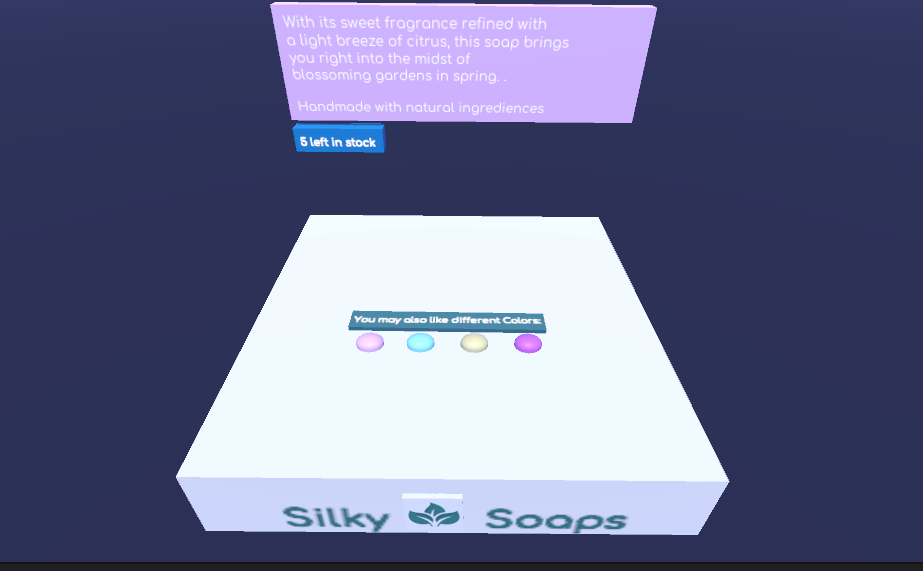 With its sweet fragrance refined with
a light breeze of citrus, this soap brings
you right into the midst of
blossoming gardens in spring. .
Handmade with natural ingrediences
5 left in stock
You may also like different Colors:
Silky Soaps